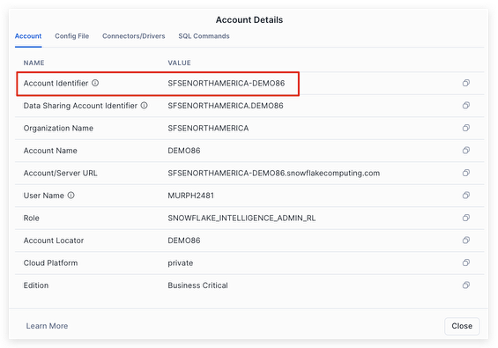 Account Details
Account Config File Connectors/Drivers SQL Commands
NAME VALUE
Account Identifier SFSENORTHAMERICA-DEMO86
Data Sharing Account Identifier SFSENORTHAMERICA.DEMO86
Organization Name SFSENORTHAMERICA
Account Name DEMO86
Account/Server URL SFSENORTHAMERICA-DEMO86.snowflakecomputing.com
User Name MURPH2481
Role SNOWFLAKE_INTELLIGENCE_ADMIN_RL
Account Locator DEMO86
Cloud Platform private
Edition Business Critical
Learn More Close